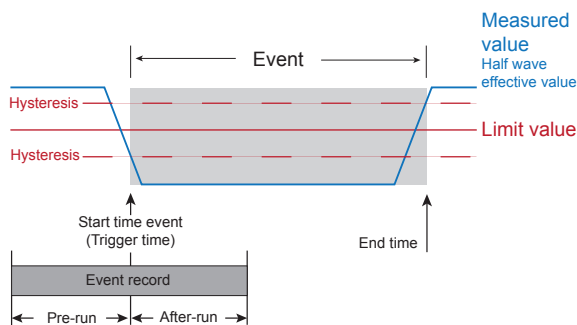 Measured
value
Half wave
effective value
Event
Hysteresis
Limit value
Hysteresis
Start time event
(Trigger time)
End time
Event record
Pre-run
After-run